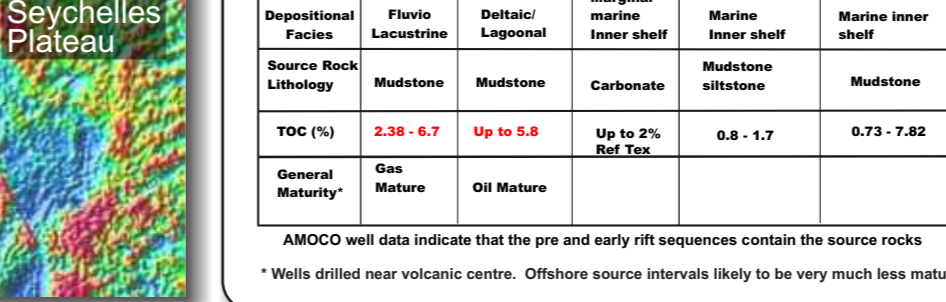 Seychelles
Plateau
Depositional Facies | Fluvio Lacustrine | Deltaic/ Lagoonal | marine Inner shelf | Marine Inner shelf | Marine inner shelf
Source Rock Lithology | Mudstone | Mudstone | Carbonate | Mudstone siltstone | Mudstone
TOC (%) | 2.38 - 6.7 | Up to 5.8 | Up to 2% Ref Tex | 0.8 - 1.7 | 0.73 - 7.82
General Maturity* | Gas Mature | Oil Mature
AMOCO well data indicate that the pre and early rift sequences contain the source rocks
* Wells drilled near volcanic centre. Offshore source intervals likely to be very much less matu